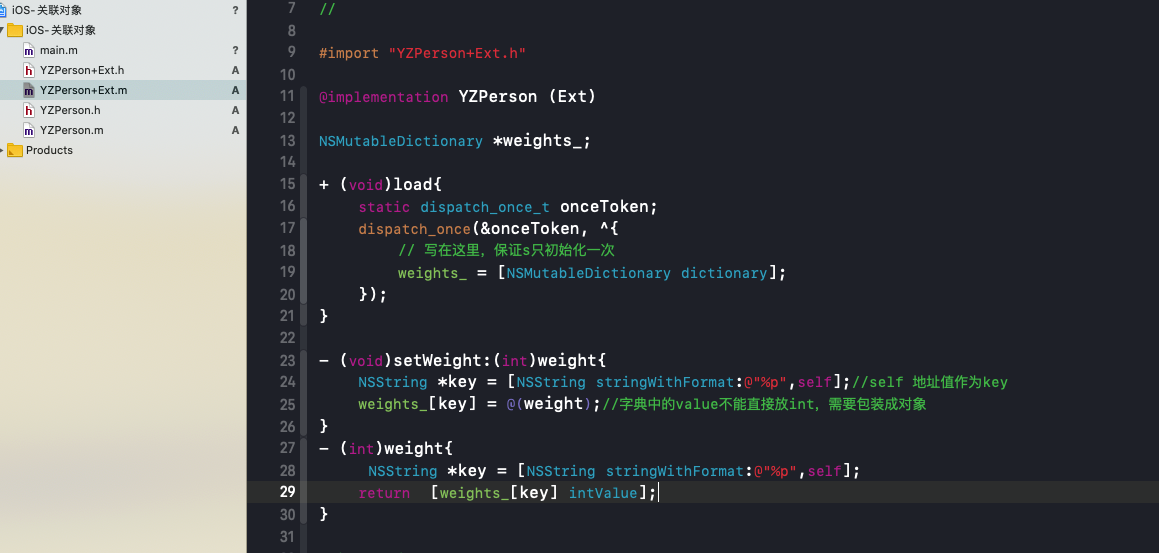 iOS-关联对象 ?
iOS-关联对象
main.m ?
YZPerson+Ext.h A
YZPerson+Ext.m A
YZPerson.h A
YZPerson.m A
Products
7 //
8
9 #import "YZPerson+Ext.h"
10
11 @implementation YZPerson (Ext)
12
13 NSMutableDictionary *weights_;
14
15 + (void)load{
16 static dispatch_once_t onceToken;
17 dispatch_once(&onceToken, ^{
18 // 写在这里，保证s只初始化一次
19 weights_ = [NSMutableDictionary dictionary];
20 });
21 }
22
23 - (void)setWeight:(int)weight{
24 NSString *key = [NSString stringWithFormat:@"%p",self];//self 地址值作为key
25 weights_[key] = @(weight);//字典中的value不能直接放int，需要包装成对象
26 }
27 - (int)weight{
28 NSString *key = [NSString stringWithFormat:@"%p",self];
29 return [weights_[key] intValue];
30 }
31